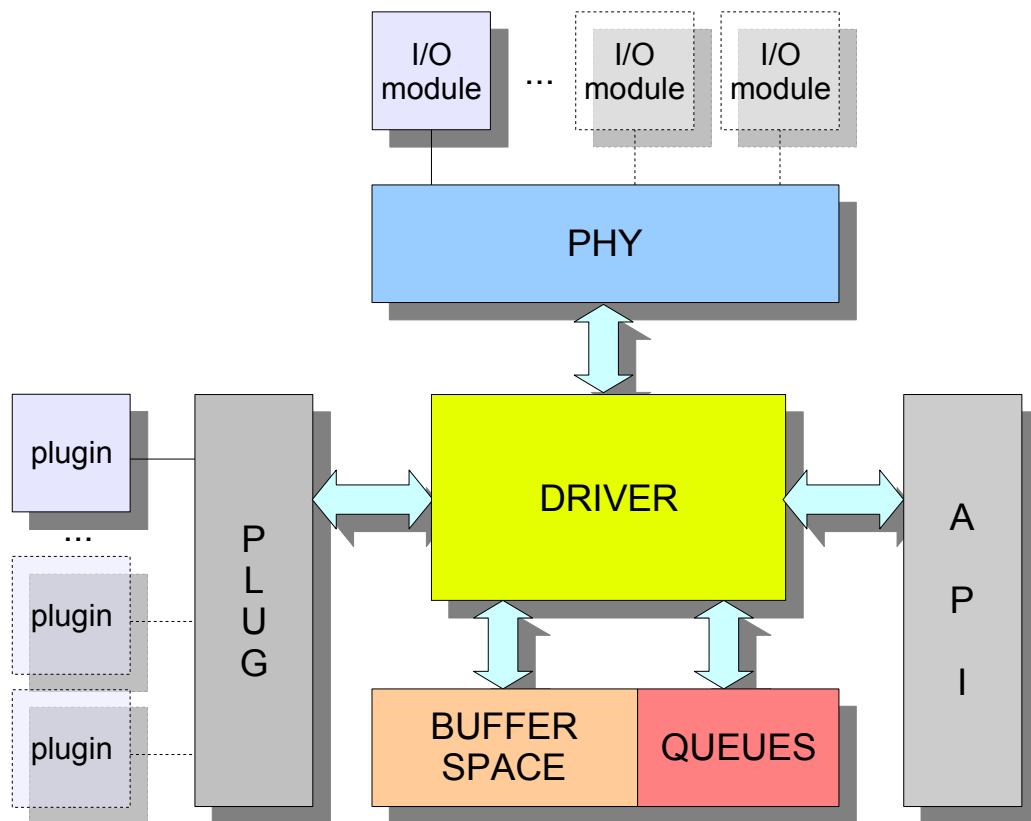 I/O
module
...
I/O
module
I/O
module
PHY
plugin
...
plugin
plugin
P
L
U
G
DRIVER
A
P
I
BUFFER
SPACE
QUEUES